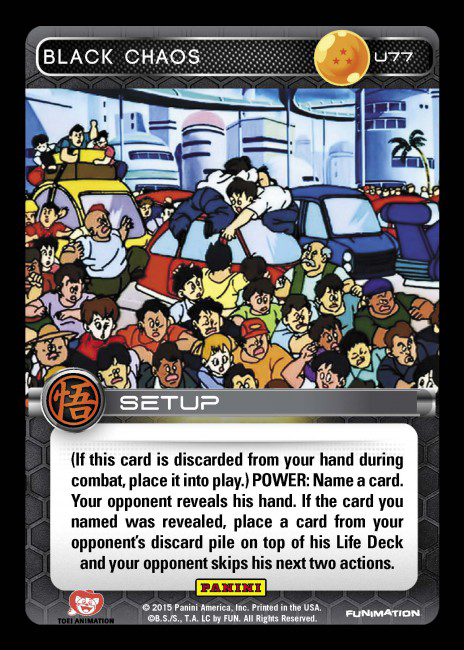 BLACK CHAOS U77
悟 SETUP
(If this card is discarded from your hand during
combat, place it into play.) POWER: Name a card.
Your opponent reveals his hand. If the card you
named was revealed, place a card from your
opponent's discard pile on top of his Life Deck
and your opponent skips his next two actions.
PANINI
TOEI ANIMATION
© 2015 Panini America, Inc. Printed in the USA.
©B.S./S., T.A. LC by FUN. All Rights Reserved.
FUNIMATION